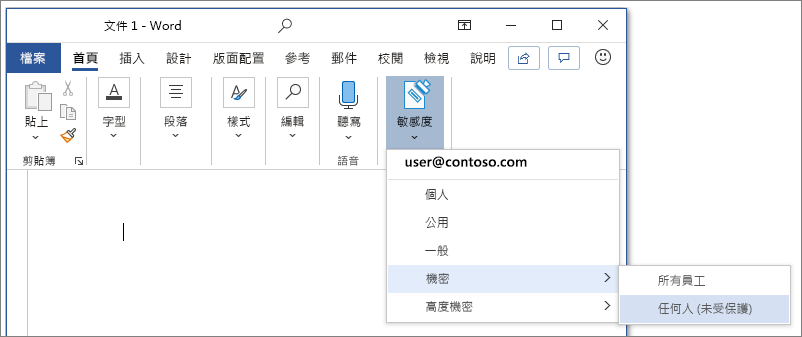 文件 1 - Word
檔案 首頁 插入 設計 版面配置 參考 郵件 校閱 檢視 說明
貼上 字型 段落 樣式 編輯 聽寫 敏感度
剪貼簿 語音
user@contoso.com
個人
公用
一般
機密
所有員工
高度機密
任何人 (未受保護)